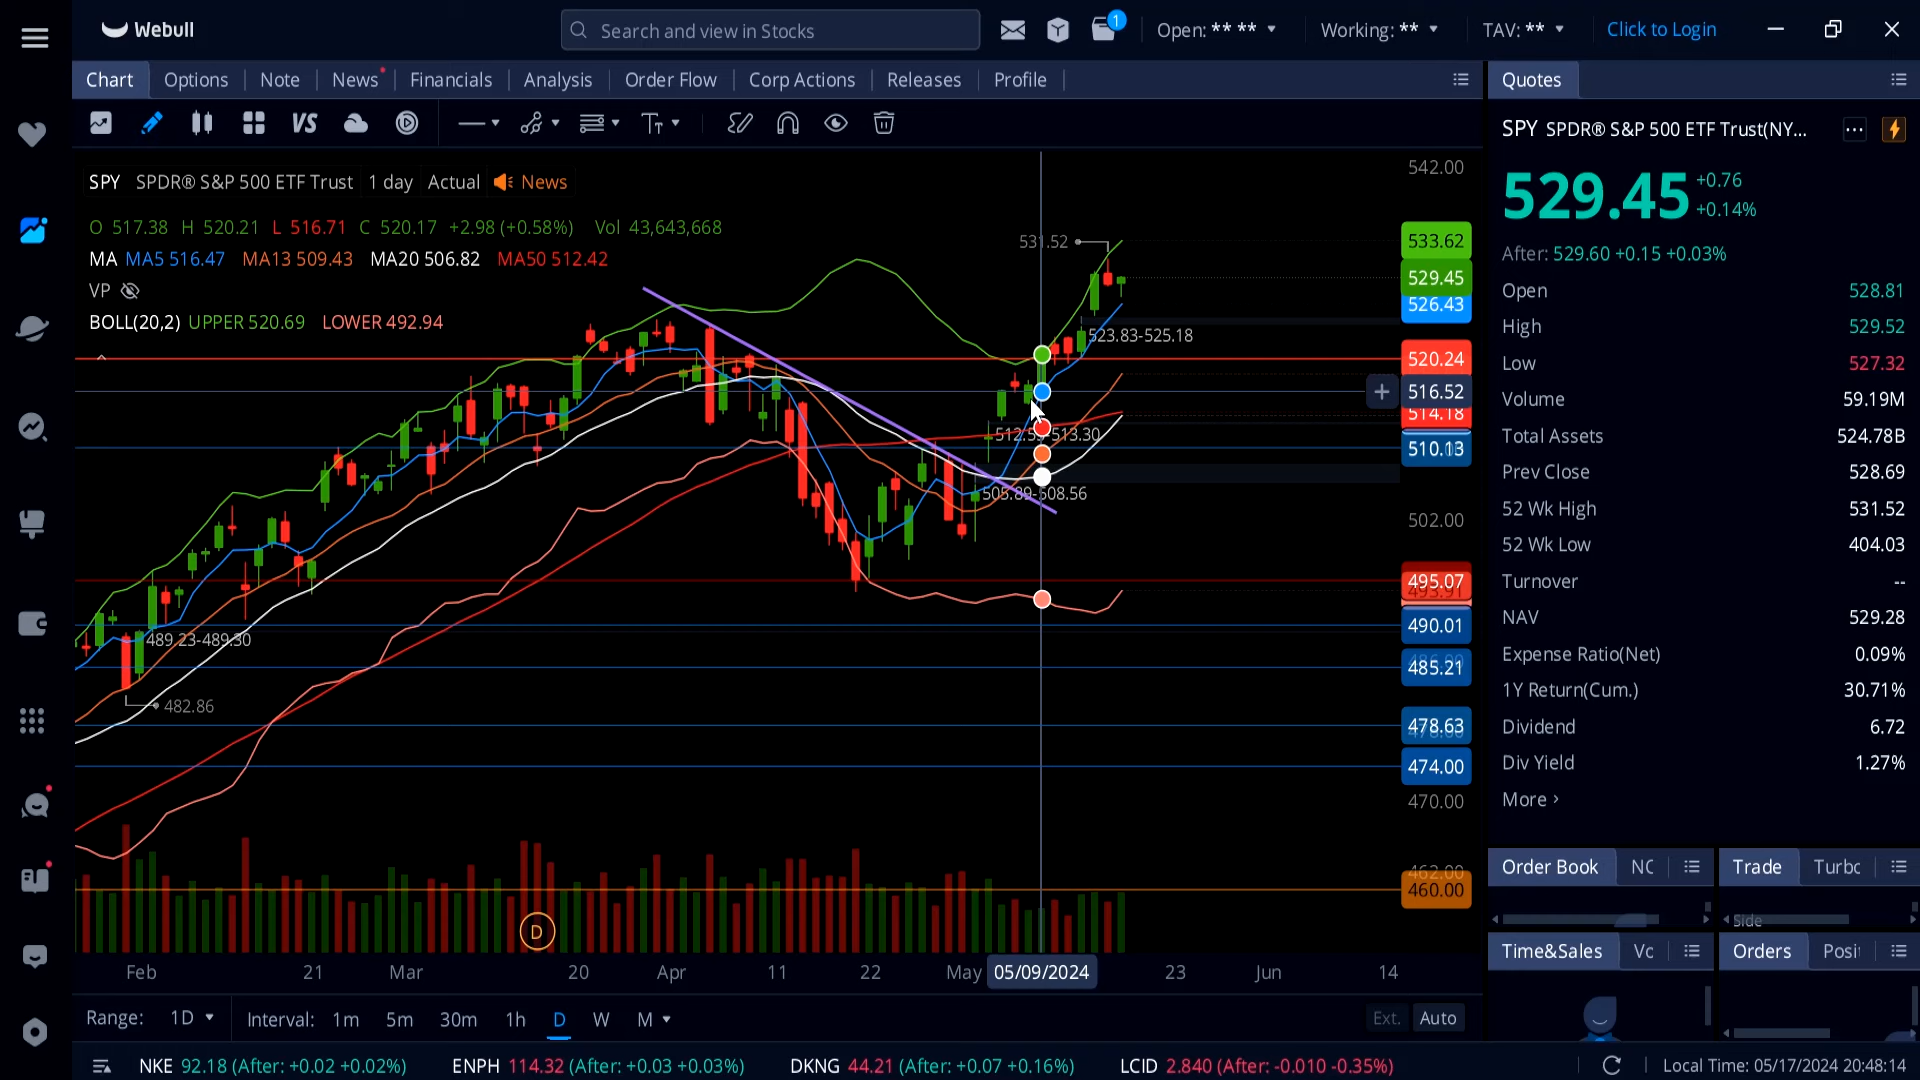 Webull
Search and view in Stocks
1
Open: ** **
Working: **
TAV: **
Click to Login
Chart
Options
Note
News
Financials
Analysis
Order Flow
Corp Actions
Releases
Profile
Quotes
VS
SPY SPDR® S&P 500 ETF Trust(NY...
SPY SPDR® S&P 500 ETF Trust 1 day Actual News
O 517.38 H 520.21 L 516.71 C 520.17 +2.98 (+0.58%) Vol 43,643,668
MA MA5 516.47 MA13 509.43 MA20 506.82 MA50 512.42
VP
BOLL(20,2) UPPER 520.69 LOWER 492.94
531.52
523.83-525.18
489.23-489.30
482.86
D
542.00
533.62
529.45
526.43
520.24
516.52
514.18
510.13
502.00
495.07
490.01
485.21
478.63
474.00
470.00
462.00
460.00
Feb
21
Mar
20
Apr
11
22
May
05/09/2024
23
Jun
14
Range: 1D
Interval: 1m 5m 30m 1h D W M
Ext. Auto
529.45
+0.76
+0.14%
After: 529.60 +0.15 +0.03%
Open 528.81
High 529.52
Low 527.32
Volume 59.19M
Total Assets 524.78B
Prev Close 528.69
52 Wk High 531.52
52 Wk Low 404.03
Turnover --
NAV 529.28
Expense Ratio(Net) 0.09%
1Y Return(Cum.) 30.71%
Dividend 6.72
Div Yield 1.27%
More ›
Order Book
Trade
Side
Time&Sales
Orders
NKE 92.18 (After: +0.02 +0.02%)
ENPH 114.32 (After: +0.03 +0.03%)
DKNG 44.21 (After: +0.07 +0.16%)
LCID 2.840 (After: -0.010 -0.35%)
Local Time: 05/17/2024 20:48:14